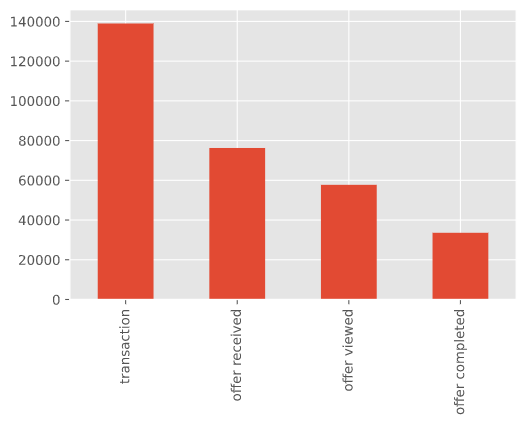 140000
120000
100000
80000
60000
40000
20000
0
transaction
offer received
offer viewed
offer completed